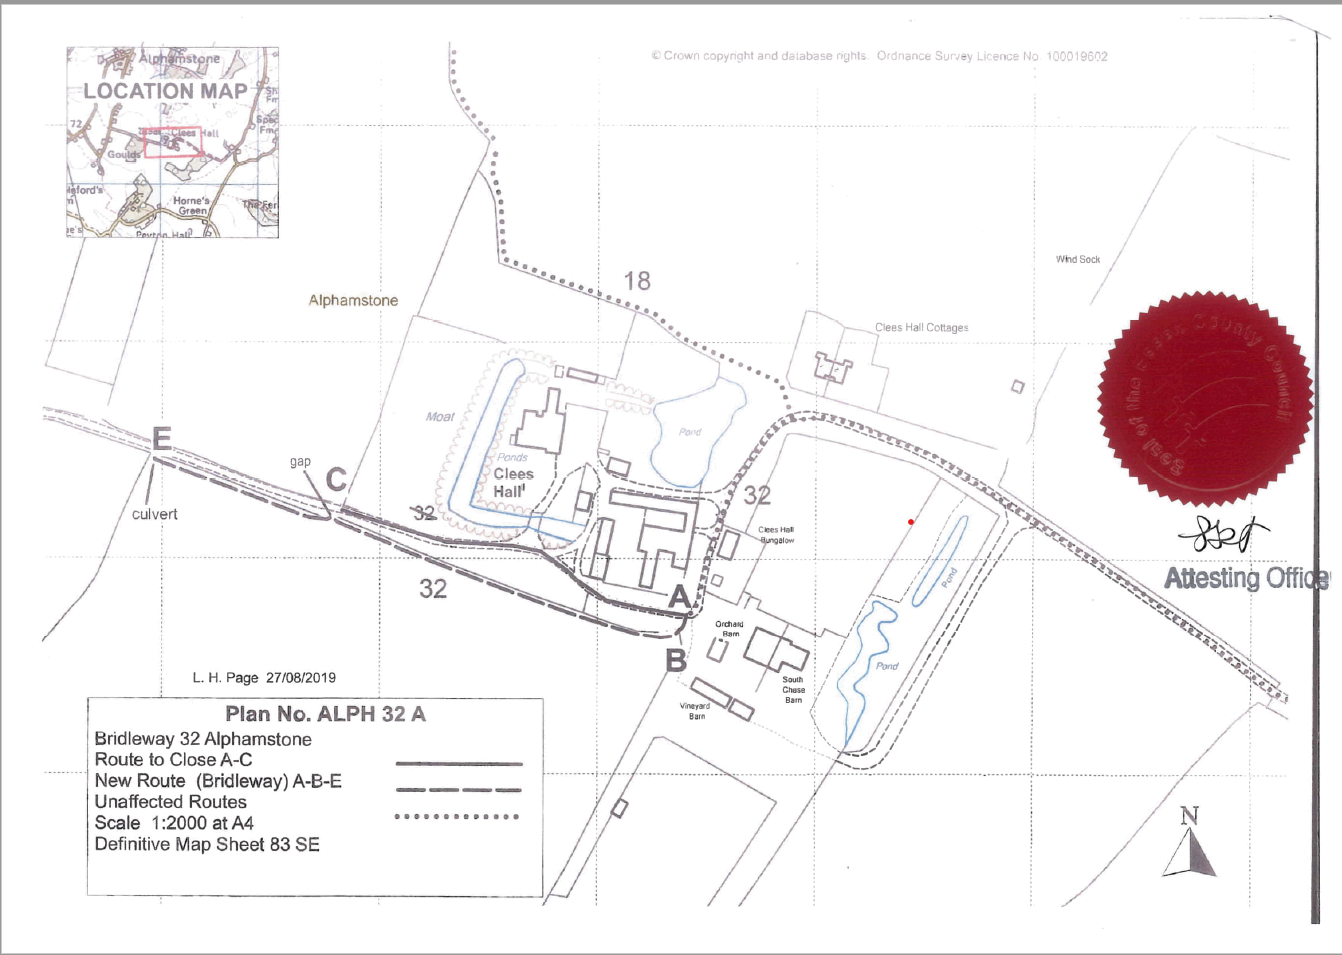 © Crown copyright and database rights. Ordnance Survey Licence No. 100019602
Alphamstone
LOCATION MAP
72
Clees Hall
Goulds
Horne's
Green
18
Wind Sock
Alphamstone
Clees Hall Cottages
Moat
Pond
E
gap
C
Ponds
Clees
Hall
culvert
32
32
Clees Hall
Bungalow
32
A
Pond
Orchard
Barn
B
Pond
South
Chase
Barn
Vineyard
Barn
Attesting Office
L. H. Page 27/08/2019
Plan No. ALPH 32 A
Bridleway 32 Alphamstone
Route to Close A-C
New Route (Bridleway) A-B-E
Unaffected Routes
Scale 1:2000 at A4
Definitive Map Sheet 83 SE
N